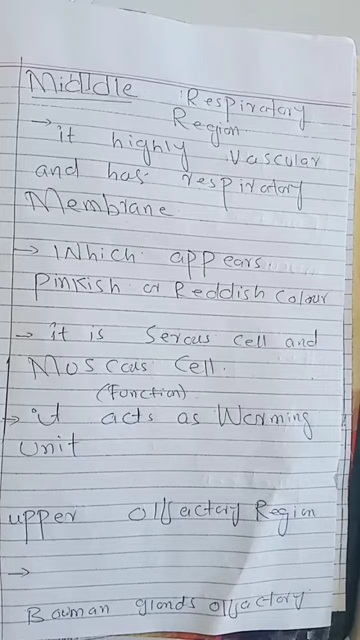 Middle Respiratory
Region
→ it highly vascular
and has respiratory
Membrane
→ Which appears.
Pinkish or Reddish Colour
→ it is Serous Cell and
Muscous Cell.
(Function)
→ it acts as Warming
Unit
upper olfactory Region
→
Bowman glands olfactory.